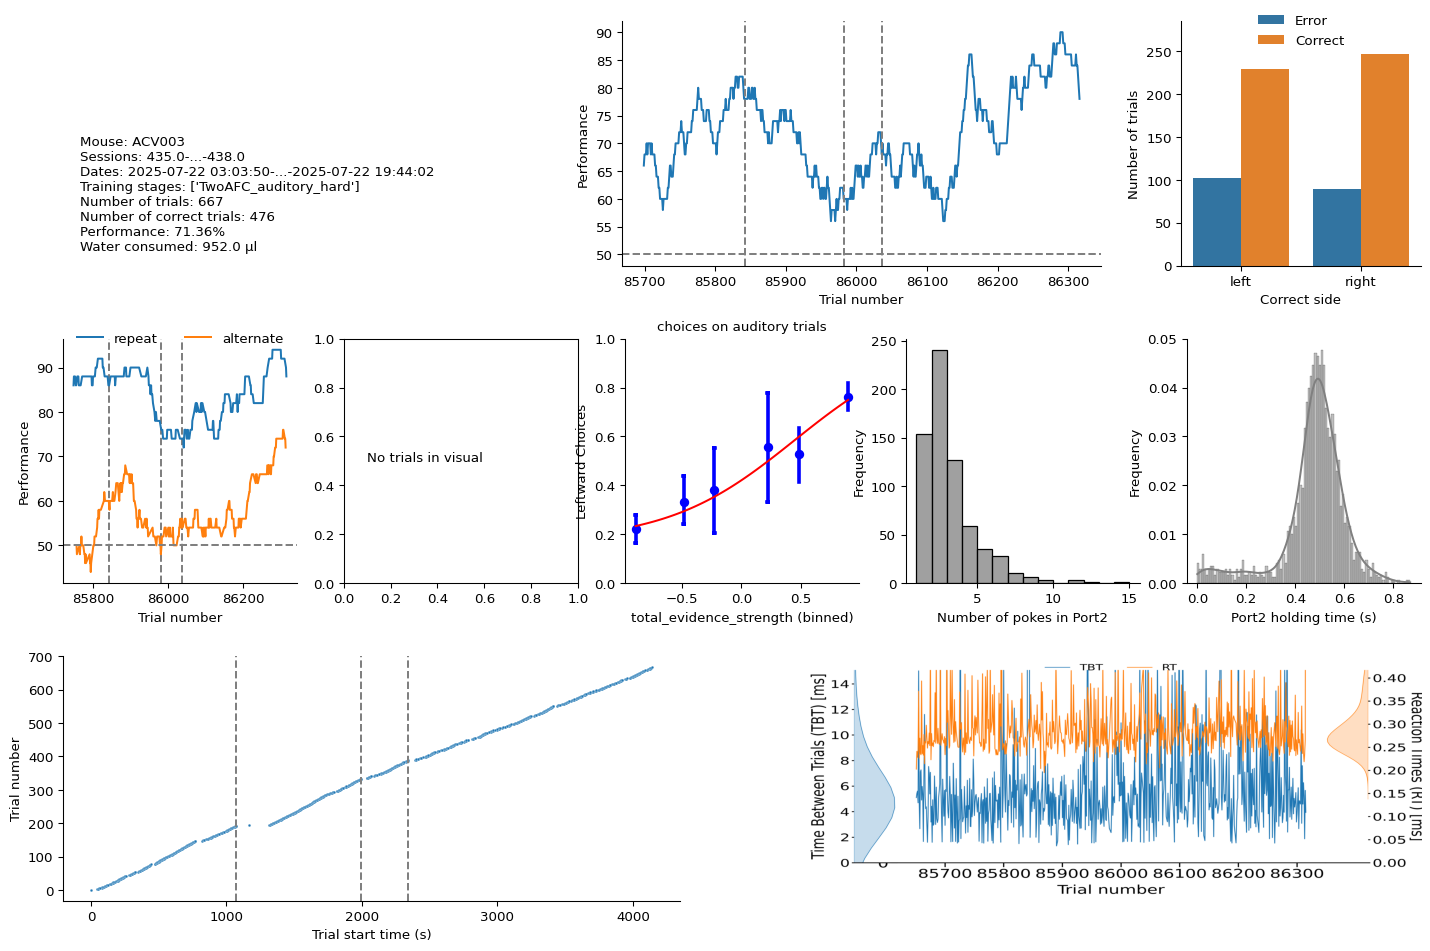 Mouse: ACV003
Sessions: 435.0-...-438.0
Dates: 2025-07-22 03:03:50-...-2025-07-22 19:44:02
Training stages: ['TwoAFC_auditory_hard']
Number of trials: 667
Number of correct trials: 476
Performance: 71.36%
Water consumed: 952.0 µl
90
85
80
75
70
65
60
55
50
Performance
85700 85800 85900 86000 86100 86200 86300
Trial number
Error
Correct
250
200
150
100
50
0
Number of trials
left right
Correct side
repeat alternate
90
80
70
60
50
Performance
85800 86000 86200
Trial number
1.0
0.8
0.6
0.4
0.2
0.0
No trials in visual
0.0 0.2 0.4 0.6 0.8 1.0
choices on auditory trials
1.0
0.8
0.6
0.4
0.2
0.0
Leftward Choices
−0.5 0.0 0.5
total_evidence_strength (binned)
250
200
150
100
50
0
Frequency
5 10 15
Number of pokes in Port2
0.05
0.04
0.03
0.02
0.01
0.00
Frequency
0.0 0.2 0.4 0.6 0.8
Port2 holding time (s)
700
600
500
400
300
200
100
0
Trial number
0 1000 2000 3000 4000
Trial start time (s)
TBT RT
14
12
10
8
6
4
2
0
Time Between Trials (TBT) [ms]
0.40
0.35
0.30
0.25
0.20
0.15
0.10
0.05
0.00
Reaction Times (RT) [ms]
0
85700 85800 85900 86000 86100 86200 86300
Trial number